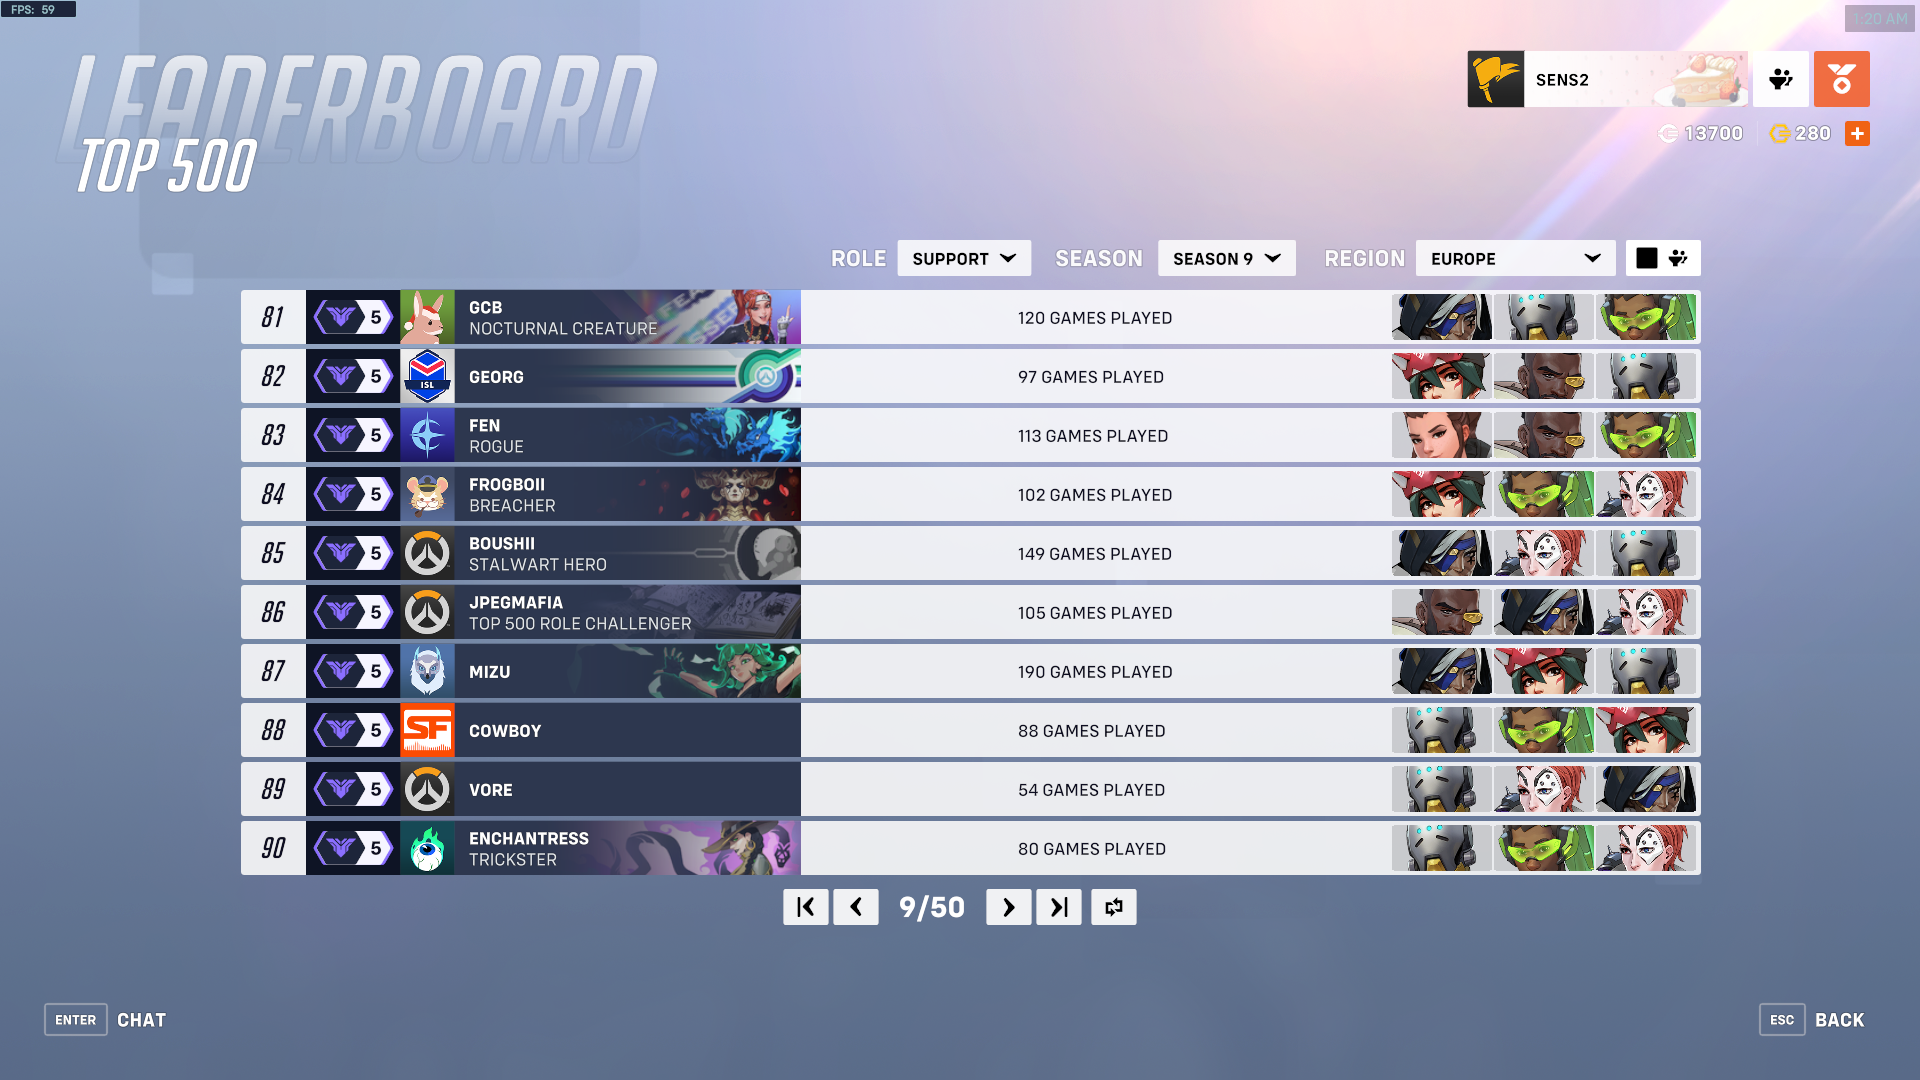 FPS: 59
1:20 AM
LEADERBOARD
TOP 500
SENS2
13700 280 +
ROLE SUPPORT SEASON SEASON 9 REGION EUROPE
81 5 GCB NOCTURNAL CREATURE 120 GAMES PLAYED
82 5 ISL GEORG 97 GAMES PLAYED
83 5 FEN ROGUE 113 GAMES PLAYED
84 5 FROGBOII BREACHER 102 GAMES PLAYED
85 5 BOUSHII STALWART HERO 149 GAMES PLAYED
86 5 JPEGMAFIA TOP 500 ROLE CHALLENGER 105 GAMES PLAYED
87 5 MIZU 190 GAMES PLAYED
88 5 SF COWBOY 88 GAMES PLAYED
89 5 VORE 54 GAMES PLAYED
90 5 ENCHANTRESS TRICKSTER 80 GAMES PLAYED
9/50
ENTER CHAT
ESC BACK